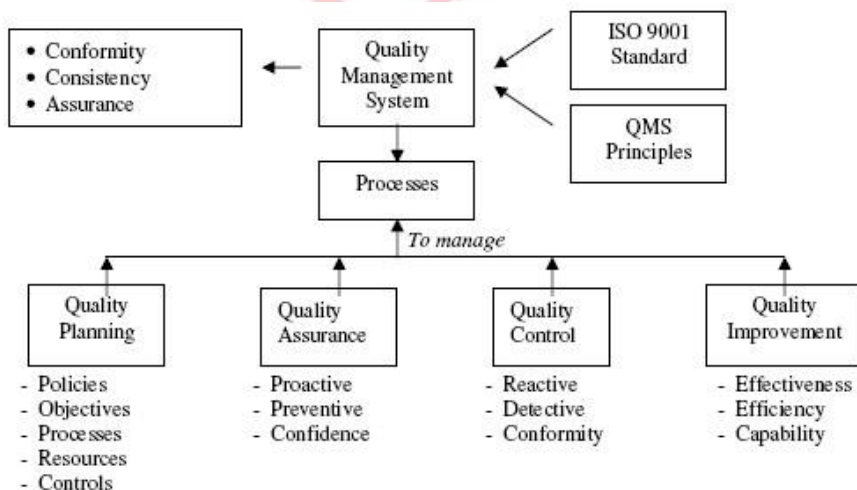 • Conformity
• Consistency
• Assurance
Quality
Management
System
ISO 9001
Standard
QMS
Principles
Processes
To manage
Quality
Planning
- Policies
- Objectives
- Processes
- Resources
- Controls
Quality
Assurance
- Proactive
- Preventive
- Confidence
Quality
Control
- Reactive
- Detective
- Conformity
Quality
Improvement
- Effectiveness
- Efficiency
- Capability